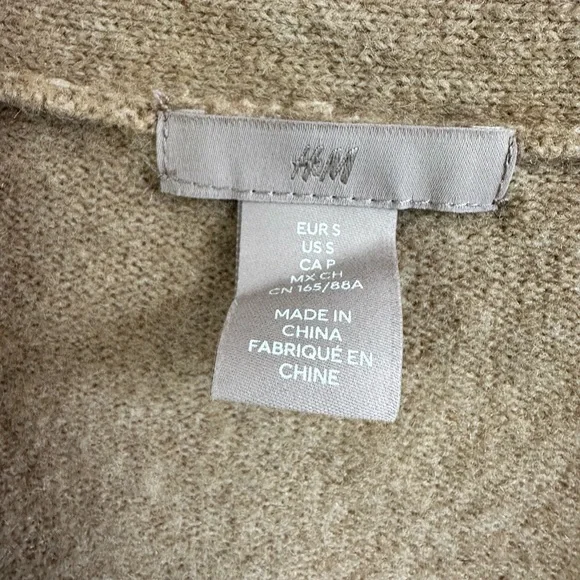 H&M
EUR S
US S
CA P
MX CH
CN 165/88A
MADE IN
CHINA
FABRIQUÉ EN
CHINE